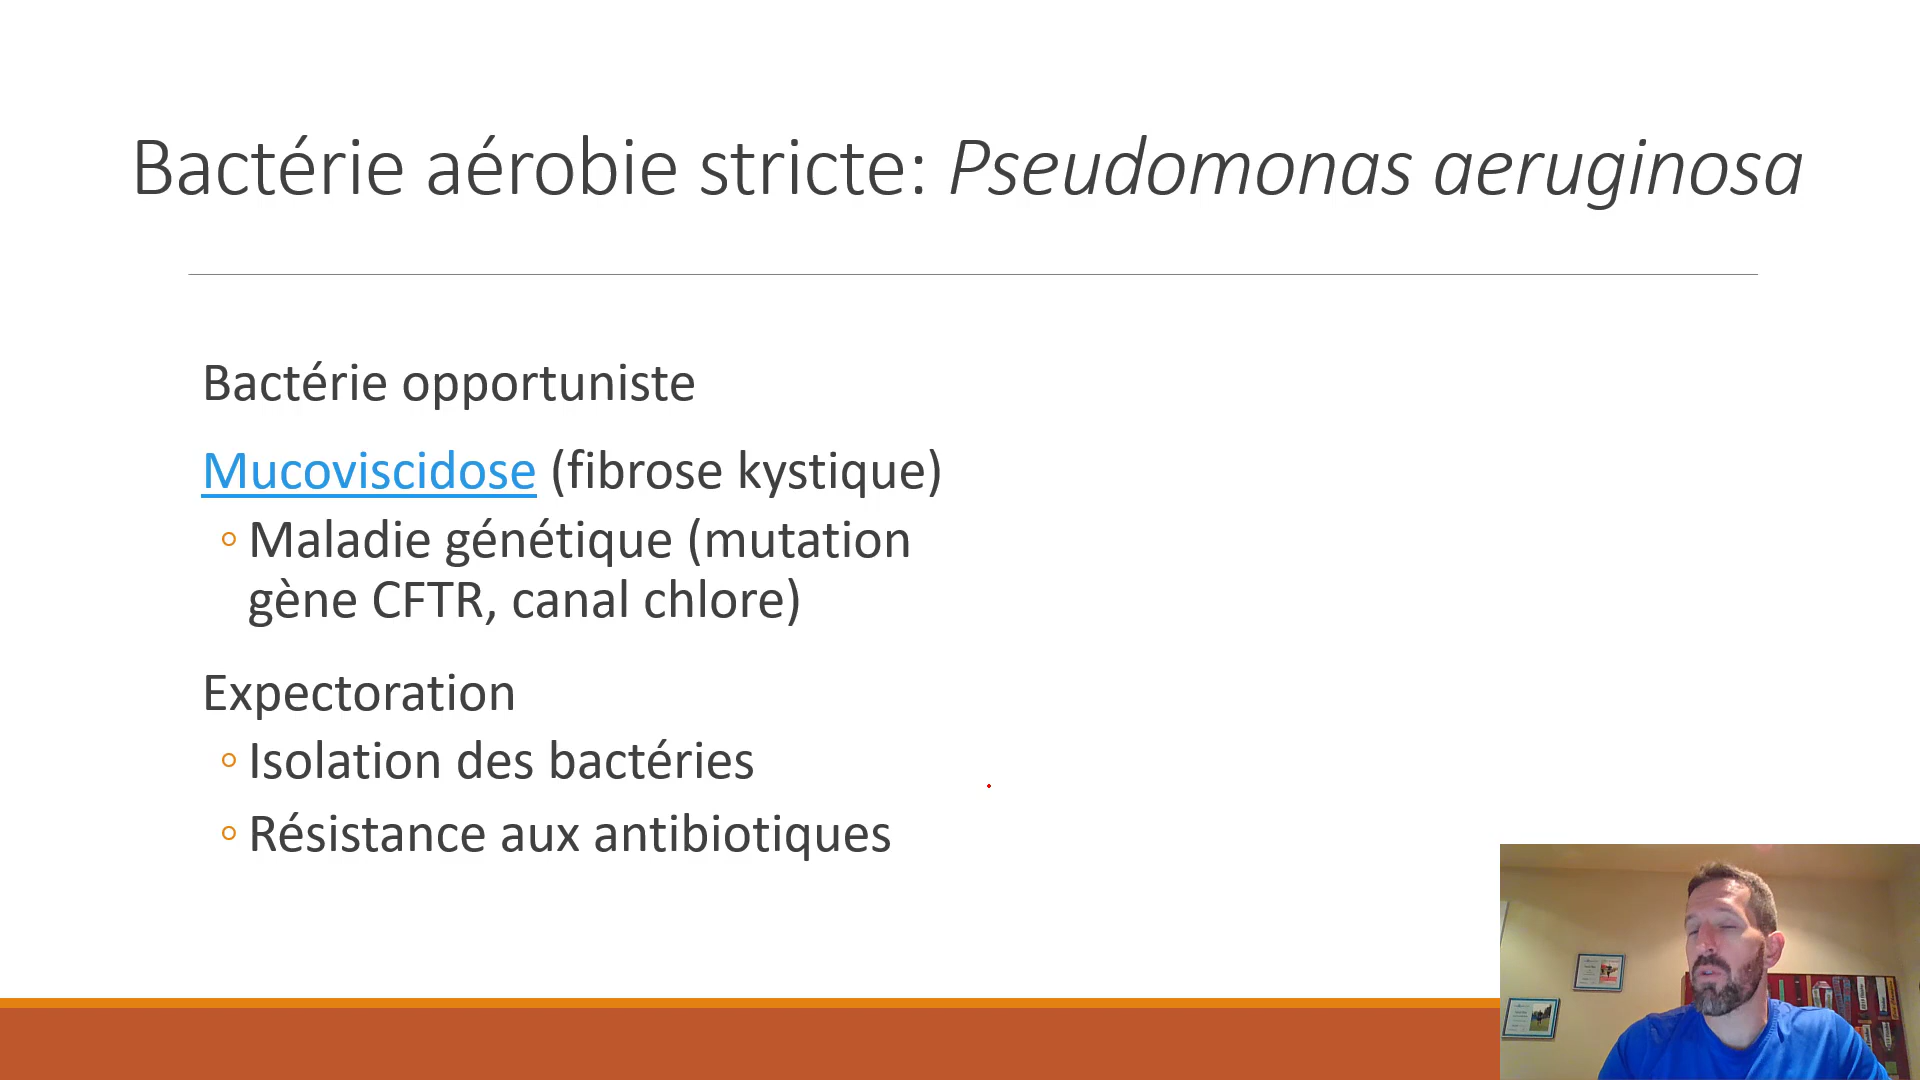 Bactérie aérobie stricte: Pseudomonas aeruginosa
Bactérie opportuniste
Mucoviscidose (fibrose kystique)
◦ Maladie génétique (mutation
gène CFTR, canal chlore)
Expectoration
◦ Isolation des bactéries
◦ Résistance aux antibiotiques